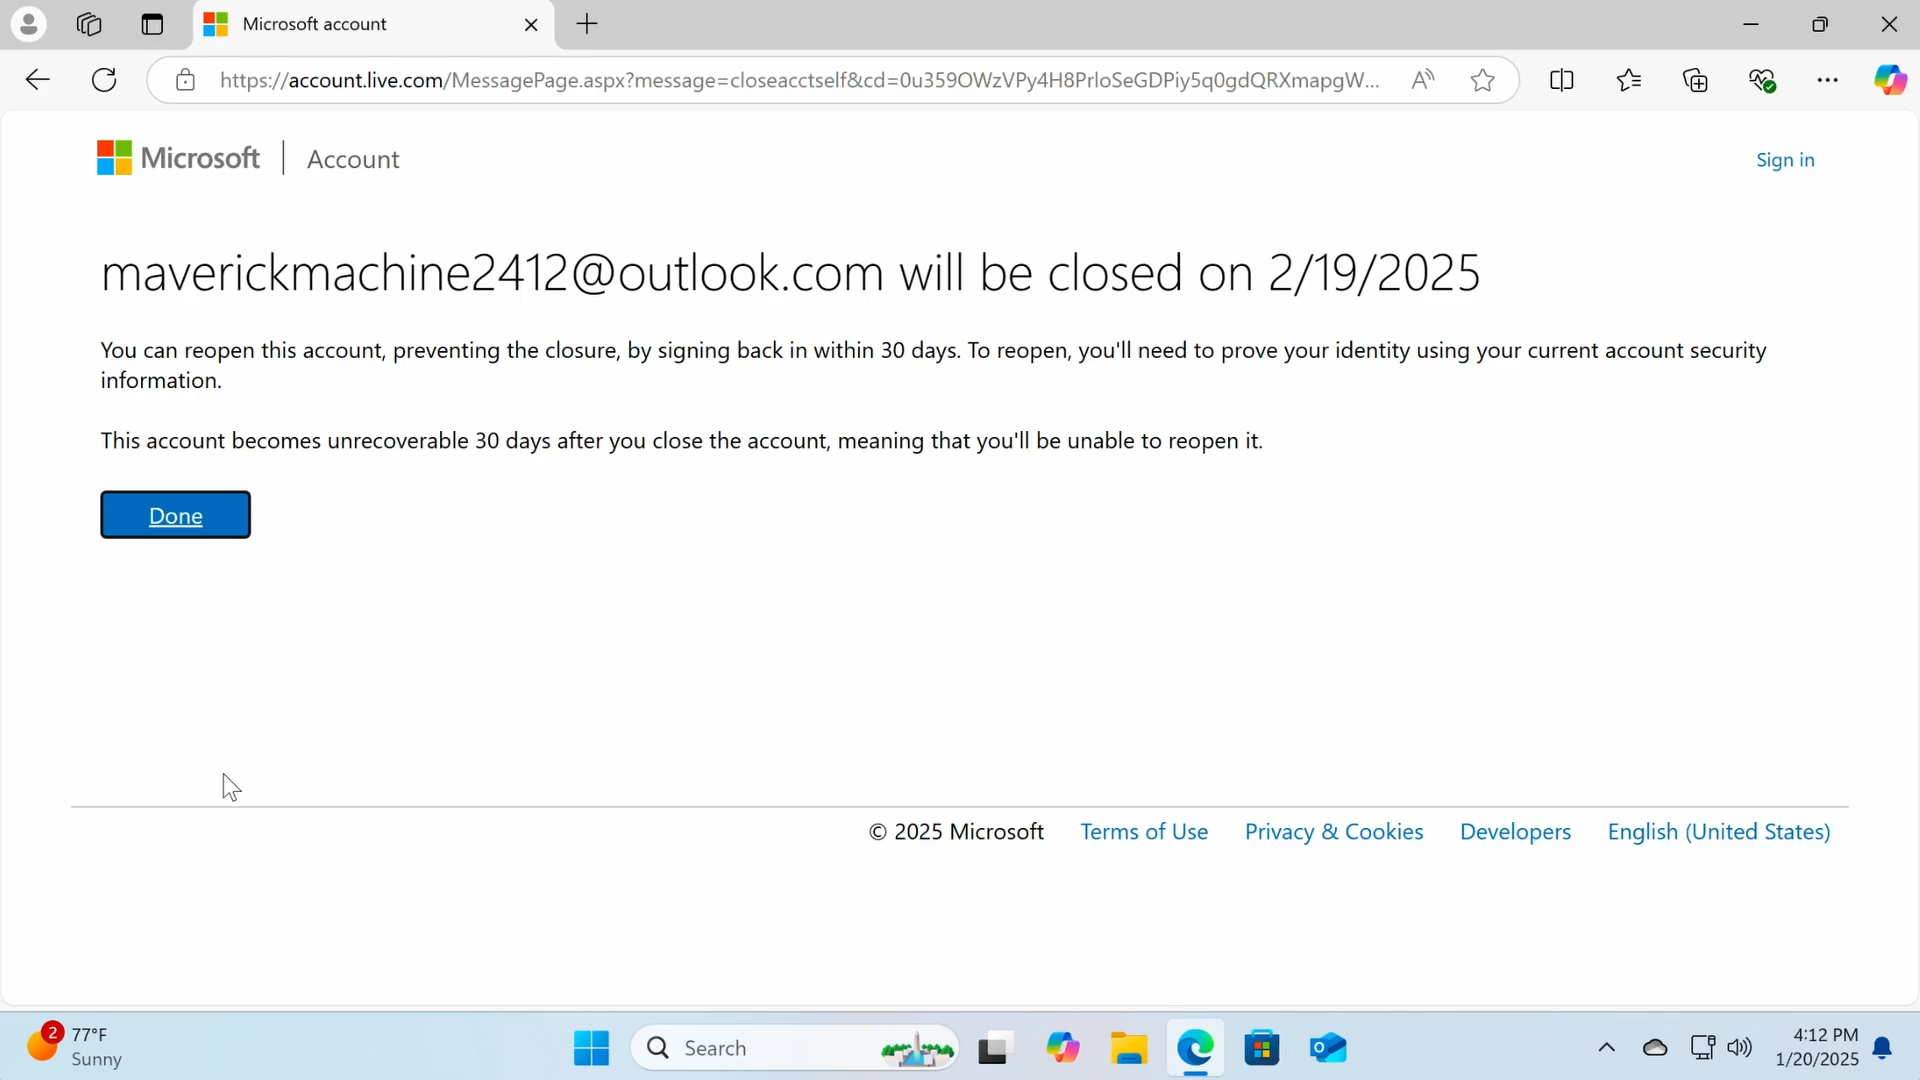 Microsoft account
https://account.live.com/MessagePage.aspx?message=closeacctself&cd=0u359OWzVPy4H8PrloSeGDPiy5q0gdQRXmapgW...
Microsoft | Account
Sign in
maverickmachine2412@outlook.com will be closed on 2/19/2025
You can reopen this account, preventing the closure, by signing back in within 30 days. To reopen, you'll need to prove your identity using your current account security
information.
This account becomes unrecoverable 30 days after you close the account, meaning that you'll be unable to reopen it.
Done
© 2025 Microsoft Terms of Use Privacy & Cookies Developers English (United States)
2
77°F
Sunny
Search
4:12 PM
1/20/2025